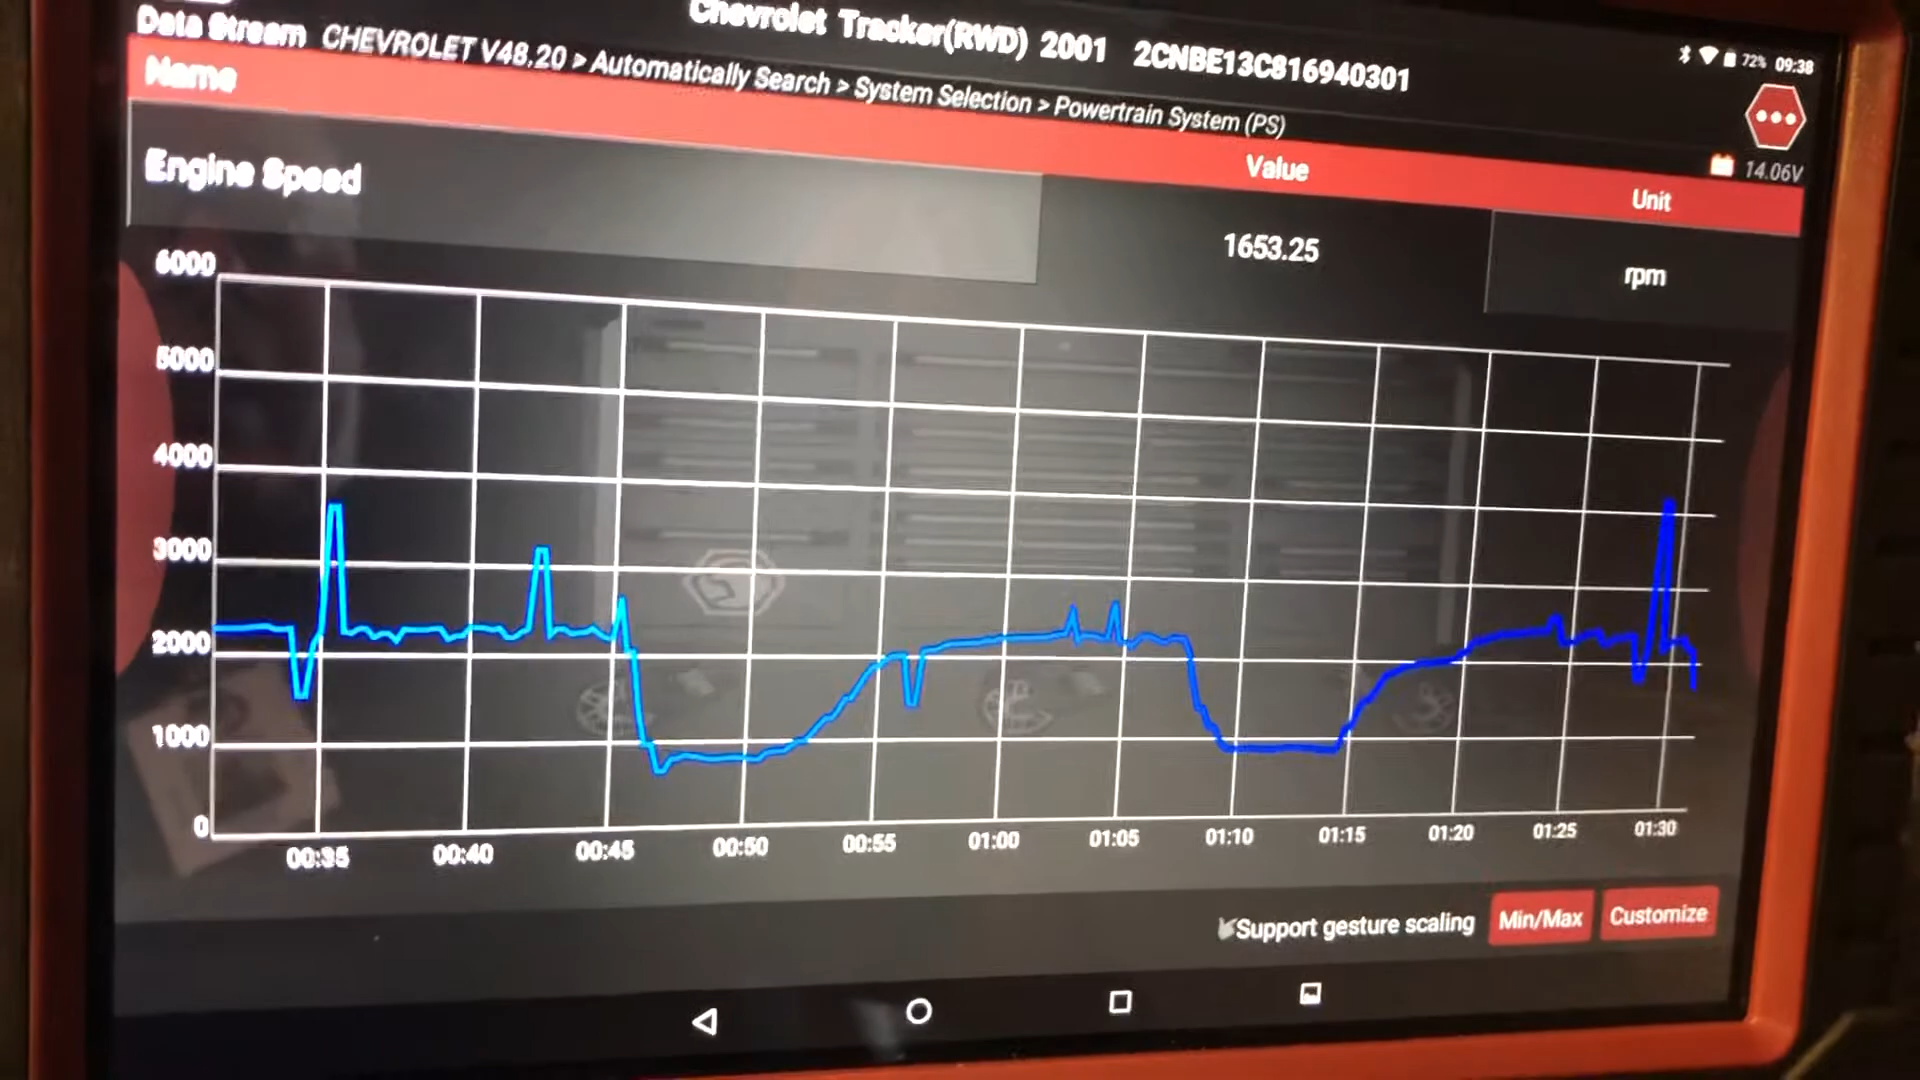 Chevrolet Tracker(RWD) 2001 2CNBE13C816940301
72% 09:38
Data Stream CHEVROLET V48.20 > Automatically Search > System Selection > Powertrain System (PS)
14.06V
Name Value Unit
Engine Speed 1653.25 rpm
6000
5000
4000
3000
2000
1000
0
00:35 00:40 00:45 00:50 00:55 01:00 01:05 01:10 01:15 01:20 01:25 01:30
Support gesture scaling Min/Max Customize